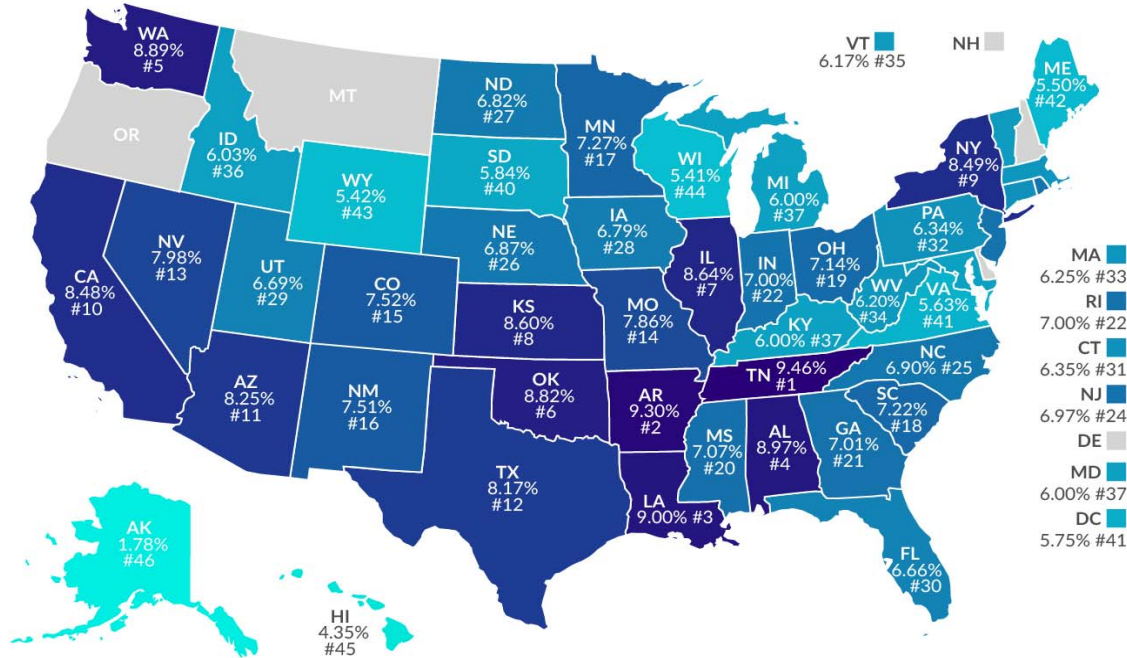 WA
8.89%
#5
MT
OR
ID
6.03%
#36
WY
5.42%
#43
ND
6.82%
#27
SD
5.84%
#40
NE
6.87%
#26
MN
7.27%
#17
WI
5.41%
#44
MI
6.00%
#37
IA
6.79%
#28
VT
6.17% #35
NH
ME
5.50%
#42
NY
8.49%
#9
PA
6.34%
#32
CA
8.48%
#10
NV
7.98%
#13
UT
6.69%
#29
CO
7.52%
#15
KS
8.60%
#8
MO
7.86%
#14
IL
8.64%
#7
IN
7.00%
#22
OH
7.14%
#19
WV
6.20%
#34
VA
5.63%
#41
KY
6.00% #37
MA
6.25% #33
RI
7.00% #22
CT
6.35% #31
NJ
6.97% #24
DE
MD
6.00% #37
DC
5.75% #41
AZ
8.25%
#11
NM
7.51%
#16
OK
8.82%
#6
AR
9.30%
#2
TN 9.46%
#1
NC
6.90% #25
SC
7.22%
#18
MS
7.07%
#20
AL
8.97%
#4
GA
7.01%
#21
TX
8.17%
#12
LA
9.00% #3
FL
6.66%
#30
AK
1.78%
#46
HI
4.35%
#45